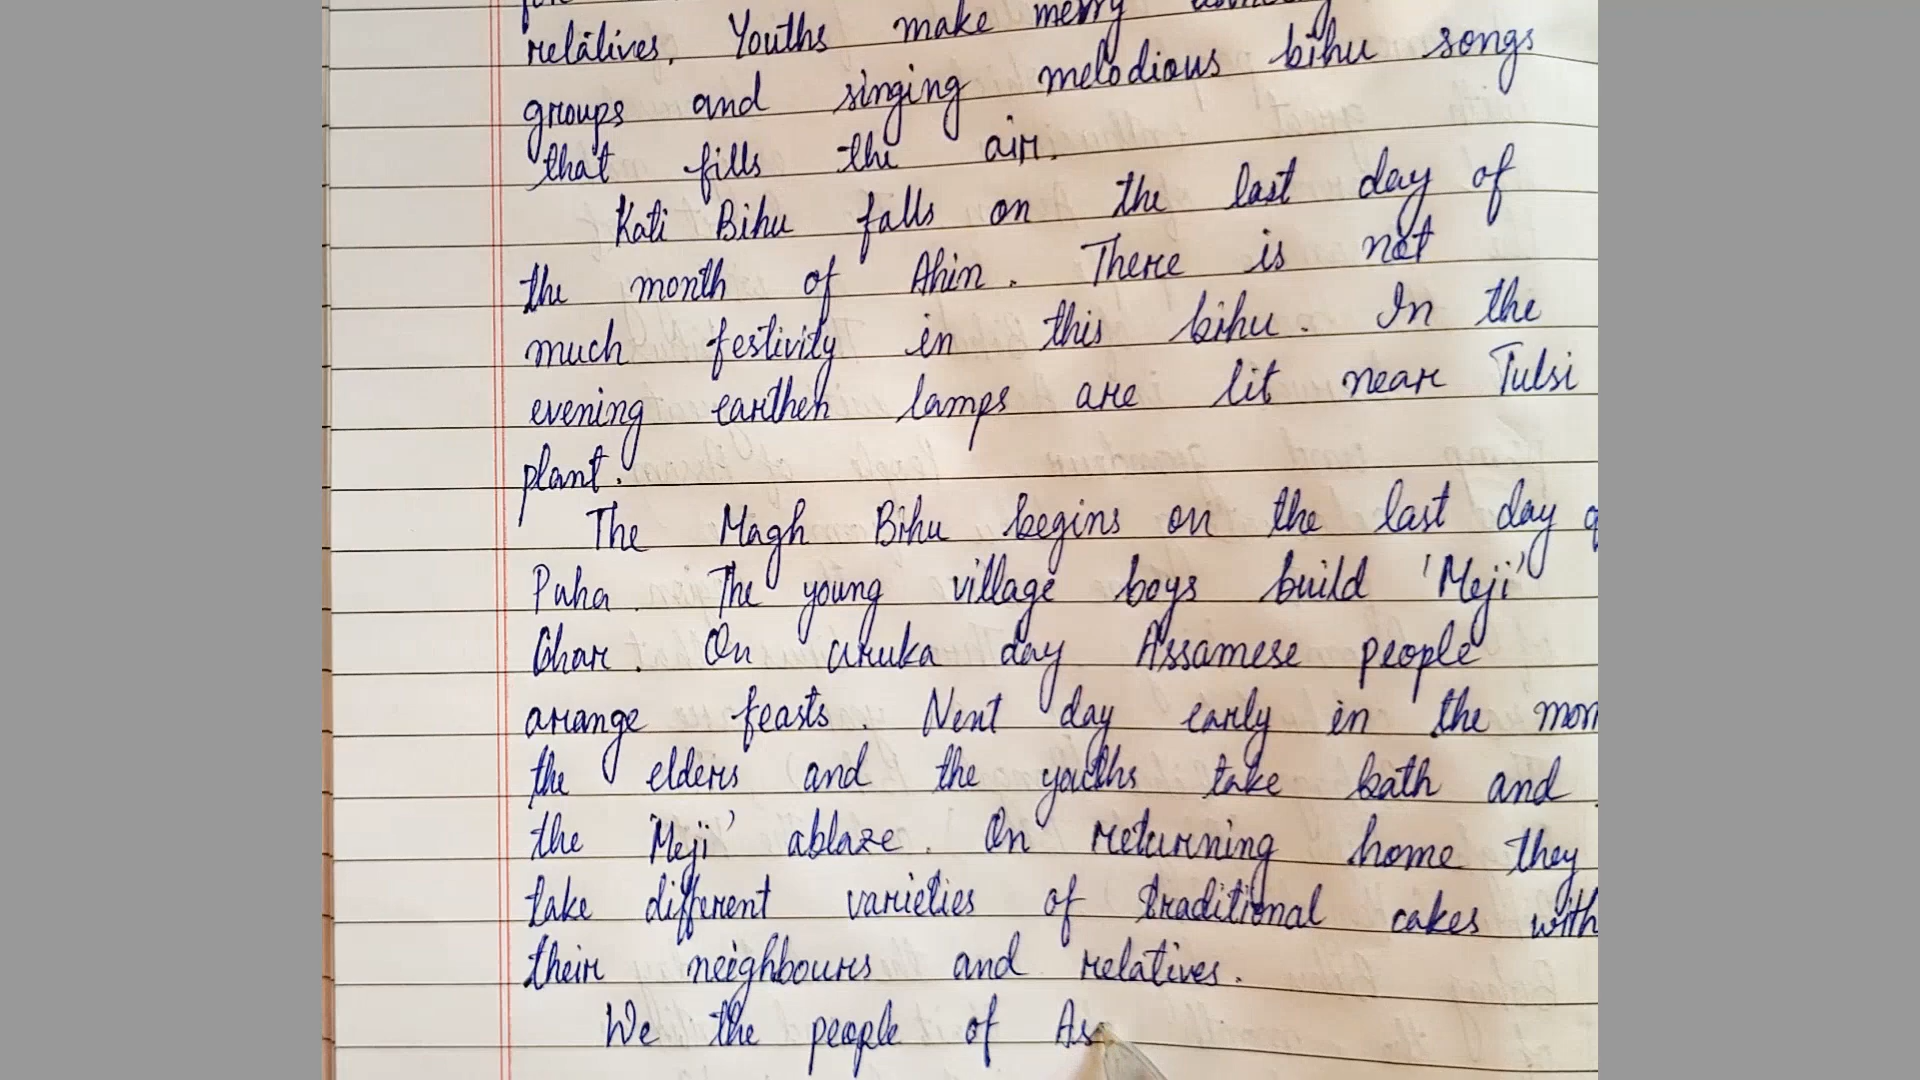 relatives. Youths make merry
groups and singing melodious bihu songs
that fills the air.
Kati Bihu falls on the last day of
the month of Ahin. There is not
much festivity in this bihu. In the
evening earthen lamps are lit near Tulsi
plant.
The Magh Bihu begins on the last day
Puha. The young village boys build 'Meji'
Ghar. On uruka day Assamese people
arange feasts. Next day early in the morn
the elders and the youths take bath and
the 'Meji' ablaze. On returning home they
take different varieties of traditional cakes with
their neighbours and relatives.
We the people of As